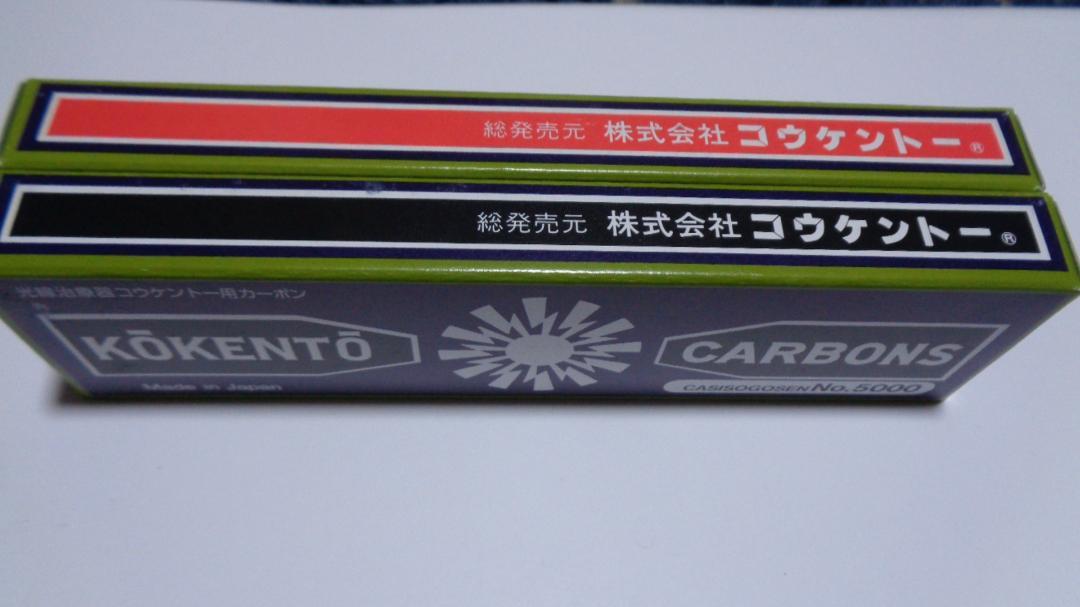 総発売元 株式会社 コウケントー®
総発売元 株式会社 コウケントー®
光線治療器コウケントー用カーボン
KŌKENTŌ CARBONS
Made in Japan
CASISOGOSEN No.5000